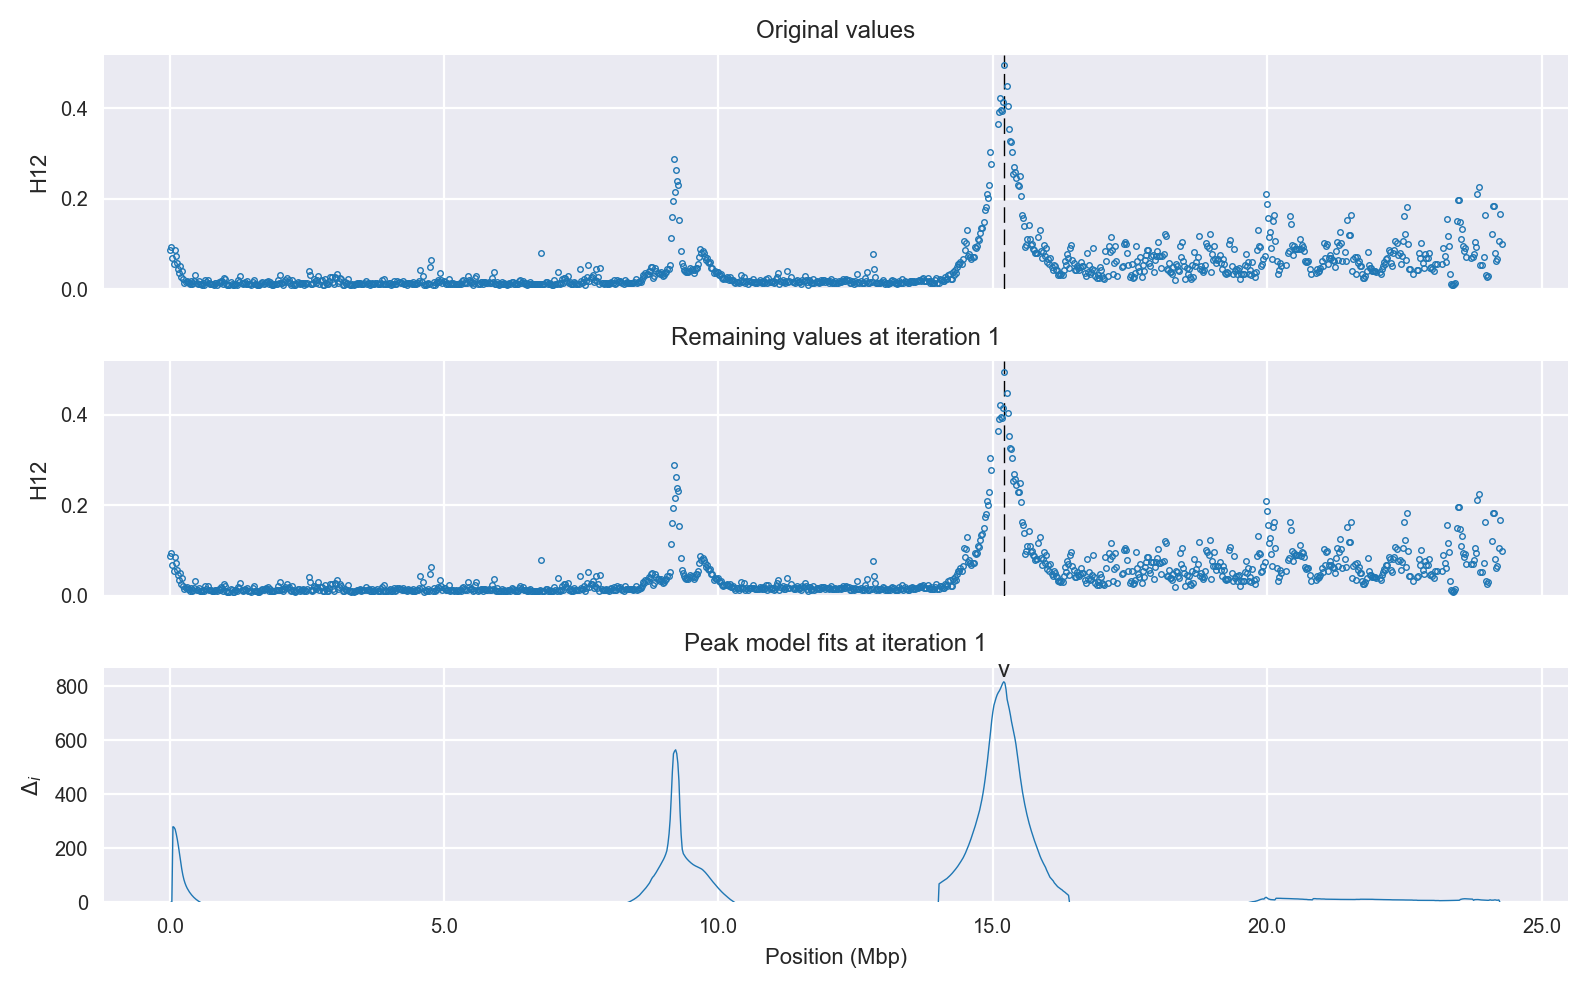 Original values
0.4
0.2
0.0
H12
Remaining values at iteration 1
0.4
0.2
0.0
H12
Peak model fits at iteration 1
v
800
600
400
200
0
Δi
0.0 5.0 10.0 15.0 20.0 25.0
Position (Mbp)